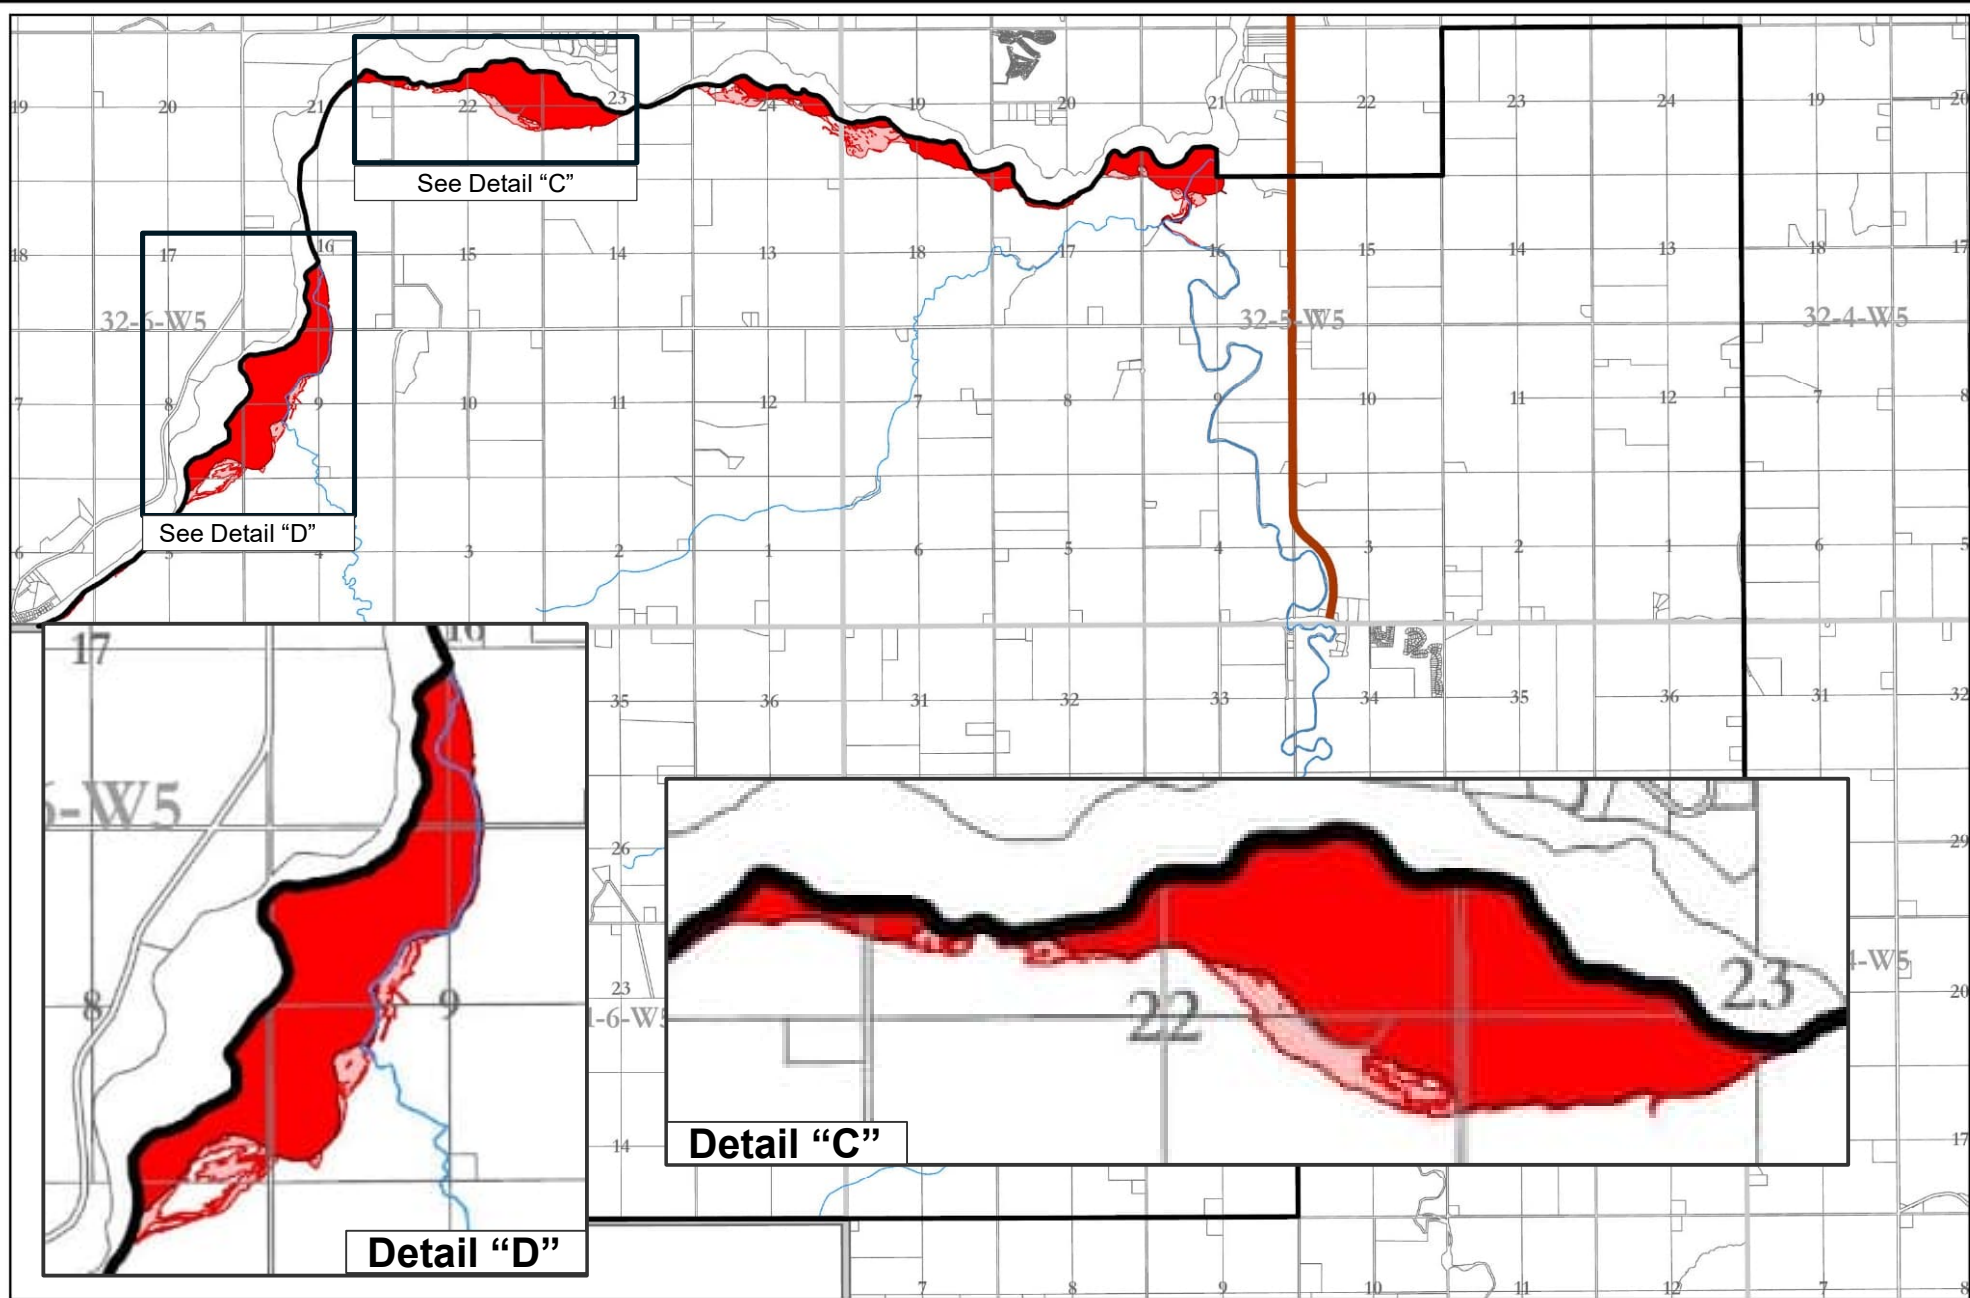 19 20 21 22 23 24 19 20 21 22 23 24 19 20
See Detail “C”
18 17 16 15 14 13 18 17 16 15 14 13 18 17
32-6-W5 32-5-W5 32-4-W5
7 8 9 10 11 12 7 8 9 10 11 12 7 8
See Detail “D”
6 5 4 3 2 1 6 5 4 3 2 1 6 5
17 16
35 36 31 32 33 34 35 36 31 32
-W5
26 29
8 9
23
1-6-W5
22 23
4-W5
20
14
Detail “C”
17
Detail “D”
7 8 9 10 11 12 7 8